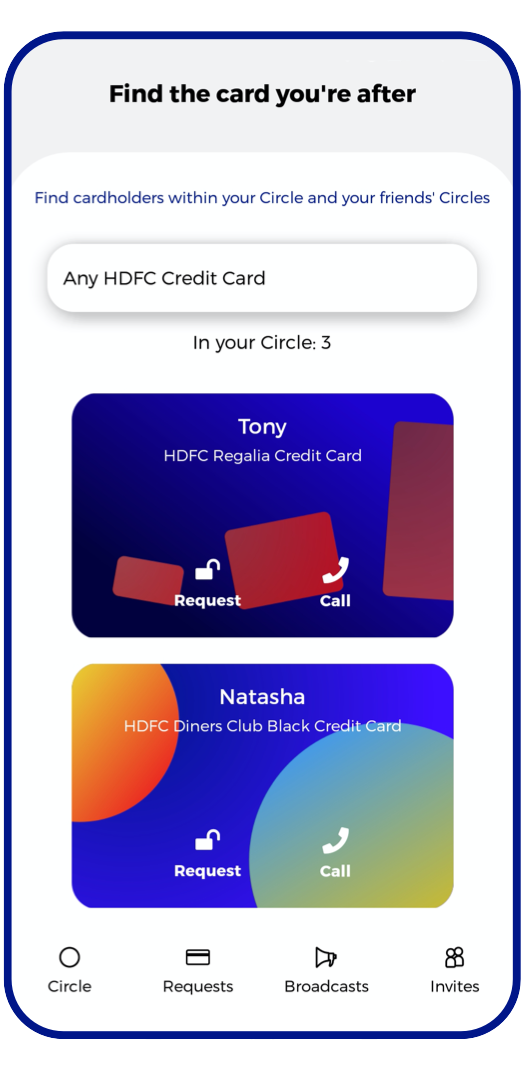 Find the card you're after
Find cardholders within your Circle and your friends' Circles
Any HDFC Credit Card
In your Circle: 3
Tony
HDFC Regalia Credit Card
Request Call
Natasha
HDFC Diners Club Black Credit Card
Request Call
Circle Requests Broadcasts Invites